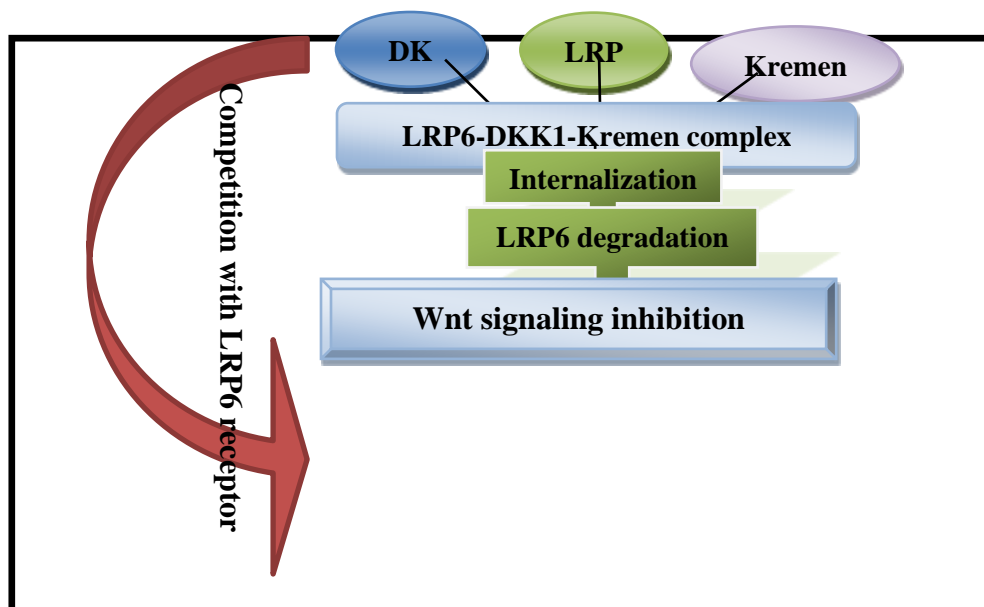 DK
LRP
Kremen
LRP6-DKK1-Kremen complex
Internalization
LRP6 degradation
Wnt signaling inhibition
Competition with LRP6 receptor